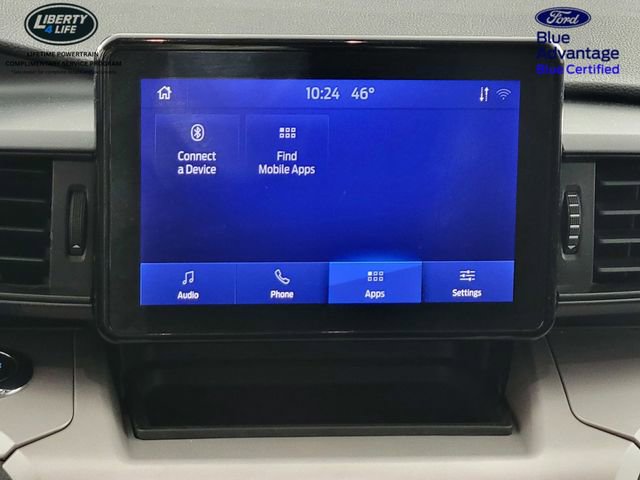 LIBERTY
4 LIFE
LIFETIME POWERTRAIN
COMPLIMENTARY SERVICE PROGRAM
Ford
Blue
Advantage
Blue Certified
10:24 46°
Connect
a Device
Find
Mobile Apps
Audio
Phone
Apps
Settings